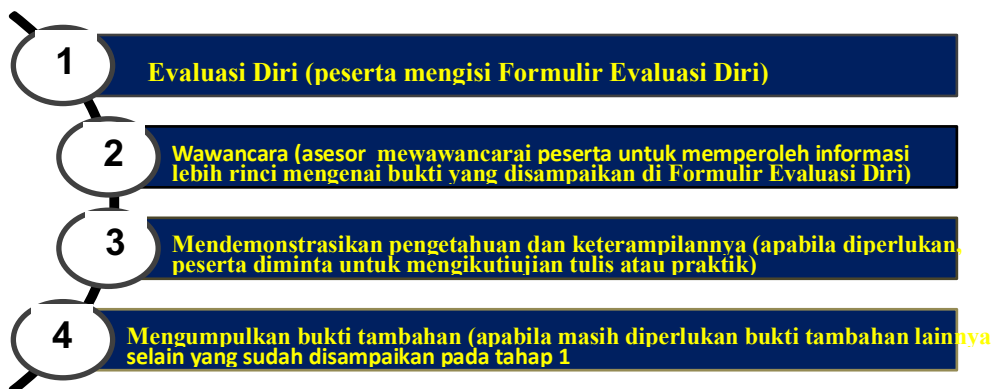 1
Evaluasi Diri (peserta mengisi Formulir Evaluasi Diri)
2
Wawancara (asesor mewawancarai peserta untuk memperoleh informasi
lebih rinci mengenai bukti yang disampaikan di Formulir Evaluasi Diri)
3
Mendemonstrasikan pengetahuan dan keterampilannya (apabila diperlukan,
peserta diminta untuk mengikutiujian tulis atau praktik)
4
Mengumpulkan bukti tambahan (apabila masih diperlukan bukti tambahan lainnya
selain yang sudah disampaikan pada tahap 1